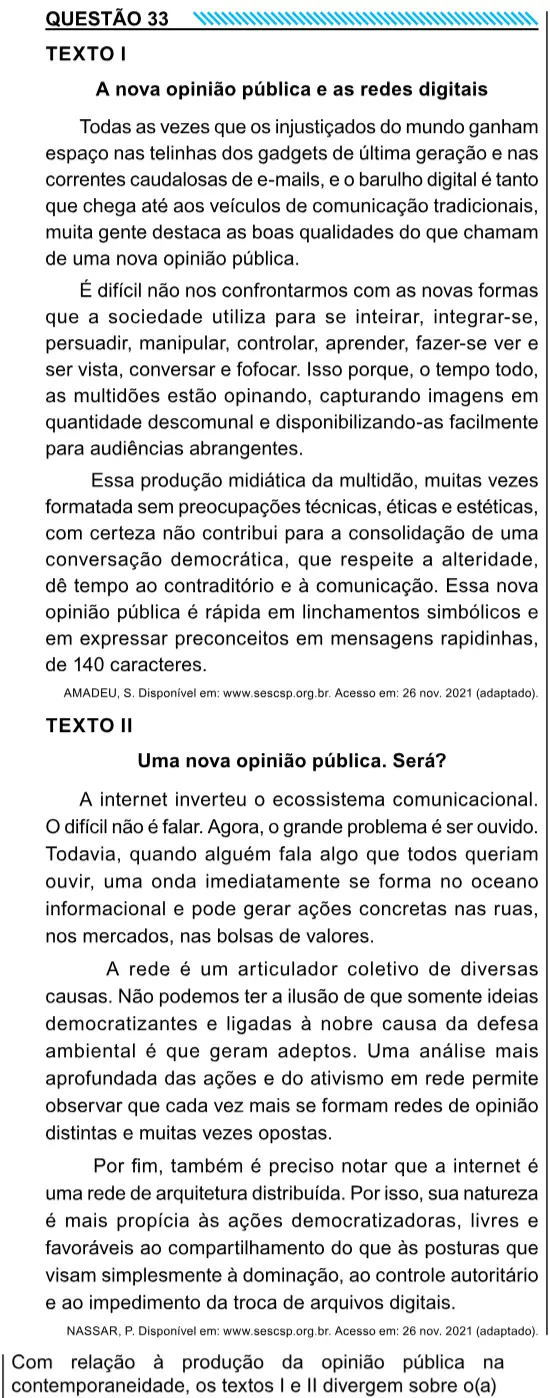 QUESTÃO 33
TEXTO I
A nova opinião pública e as redes digitais
Todas as vezes que os injustiçados do mundo ganham
espaço nas telinhas dos gadgets de última geração e nas
correntes caudalosas de e-mails, e o barulho digital é tanto
que chega até aos veículos de comunicação tradicionais,
muita gente destaca as boas qualidades do que chamam
de uma nova opinião pública.
É difícil não nos confrontarmos com as novas formas
que a sociedade utiliza para se inteirar, integrar-se,
persuadir, manipular, controlar, aprender, fazer-se ver e
ser vista, conversar e fofocar. Isso porque, o tempo todo,
as multidões estão opinando, capturando imagens em
quantidade descomunal e disponibilizando-as facilmente
para audiências abrangentes.
Essa produção midiática da multidão, muitas vezes
formatada sem preocupações técnicas, éticas e estéticas,
com certeza não contribui para a consolidação de uma
conversação democrática, que respeite a alteridade,
dê tempo ao contraditório e à comunicação. Essa nova
opinião pública é rápida em linchamentos simbólicos e
em expressar preconceitos em mensagens rapidinhas,
de 140 caracteres.
AMADEU, S. Disponível em: www.sescsp.org.br. Acesso em: 26 nov. 2021 (adaptado).
TEXTO II
Uma nova opinião pública. Será?
A internet inverteu o ecossistema comunicacional.
O difícil não é falar. Agora, o grande problema é ser ouvido.
Todavia, quando alguém fala algo que todos queriam
ouvir, uma onda imediatamente se forma no oceano
informacional e pode gerar ações concretas nas ruas,
nos mercados, nas bolsas de valores.
A rede é um articulador coletivo de diversas
causas. Não podemos ter a ilusão de que somente ideias
democratizantes e ligadas à nobre causa da defesa
ambiental é que geram adeptos. Uma análise mais
aprofundada das ações e do ativismo em rede permite
observar que cada vez mais se formam redes de opinião
distintas e muitas vezes opostas.
Por fim, também é preciso notar que a internet é
uma rede de arquitetura distribuída. Por isso, sua natureza
é mais propícia às ações democratizadoras, livres e
favoráveis ao compartilhamento do que às posturas que
visam simplesmente à dominação, ao controle autoritário
e ao impedimento da troca de arquivos digitais.
NASSAR, P. Disponível em: www.sescsp.org.br. Acesso em: 26 nov. 2021 (adaptado).
Com relação à produção da opinião pública na
contemporaneidade, os textos I e II divergem sobre o(a)